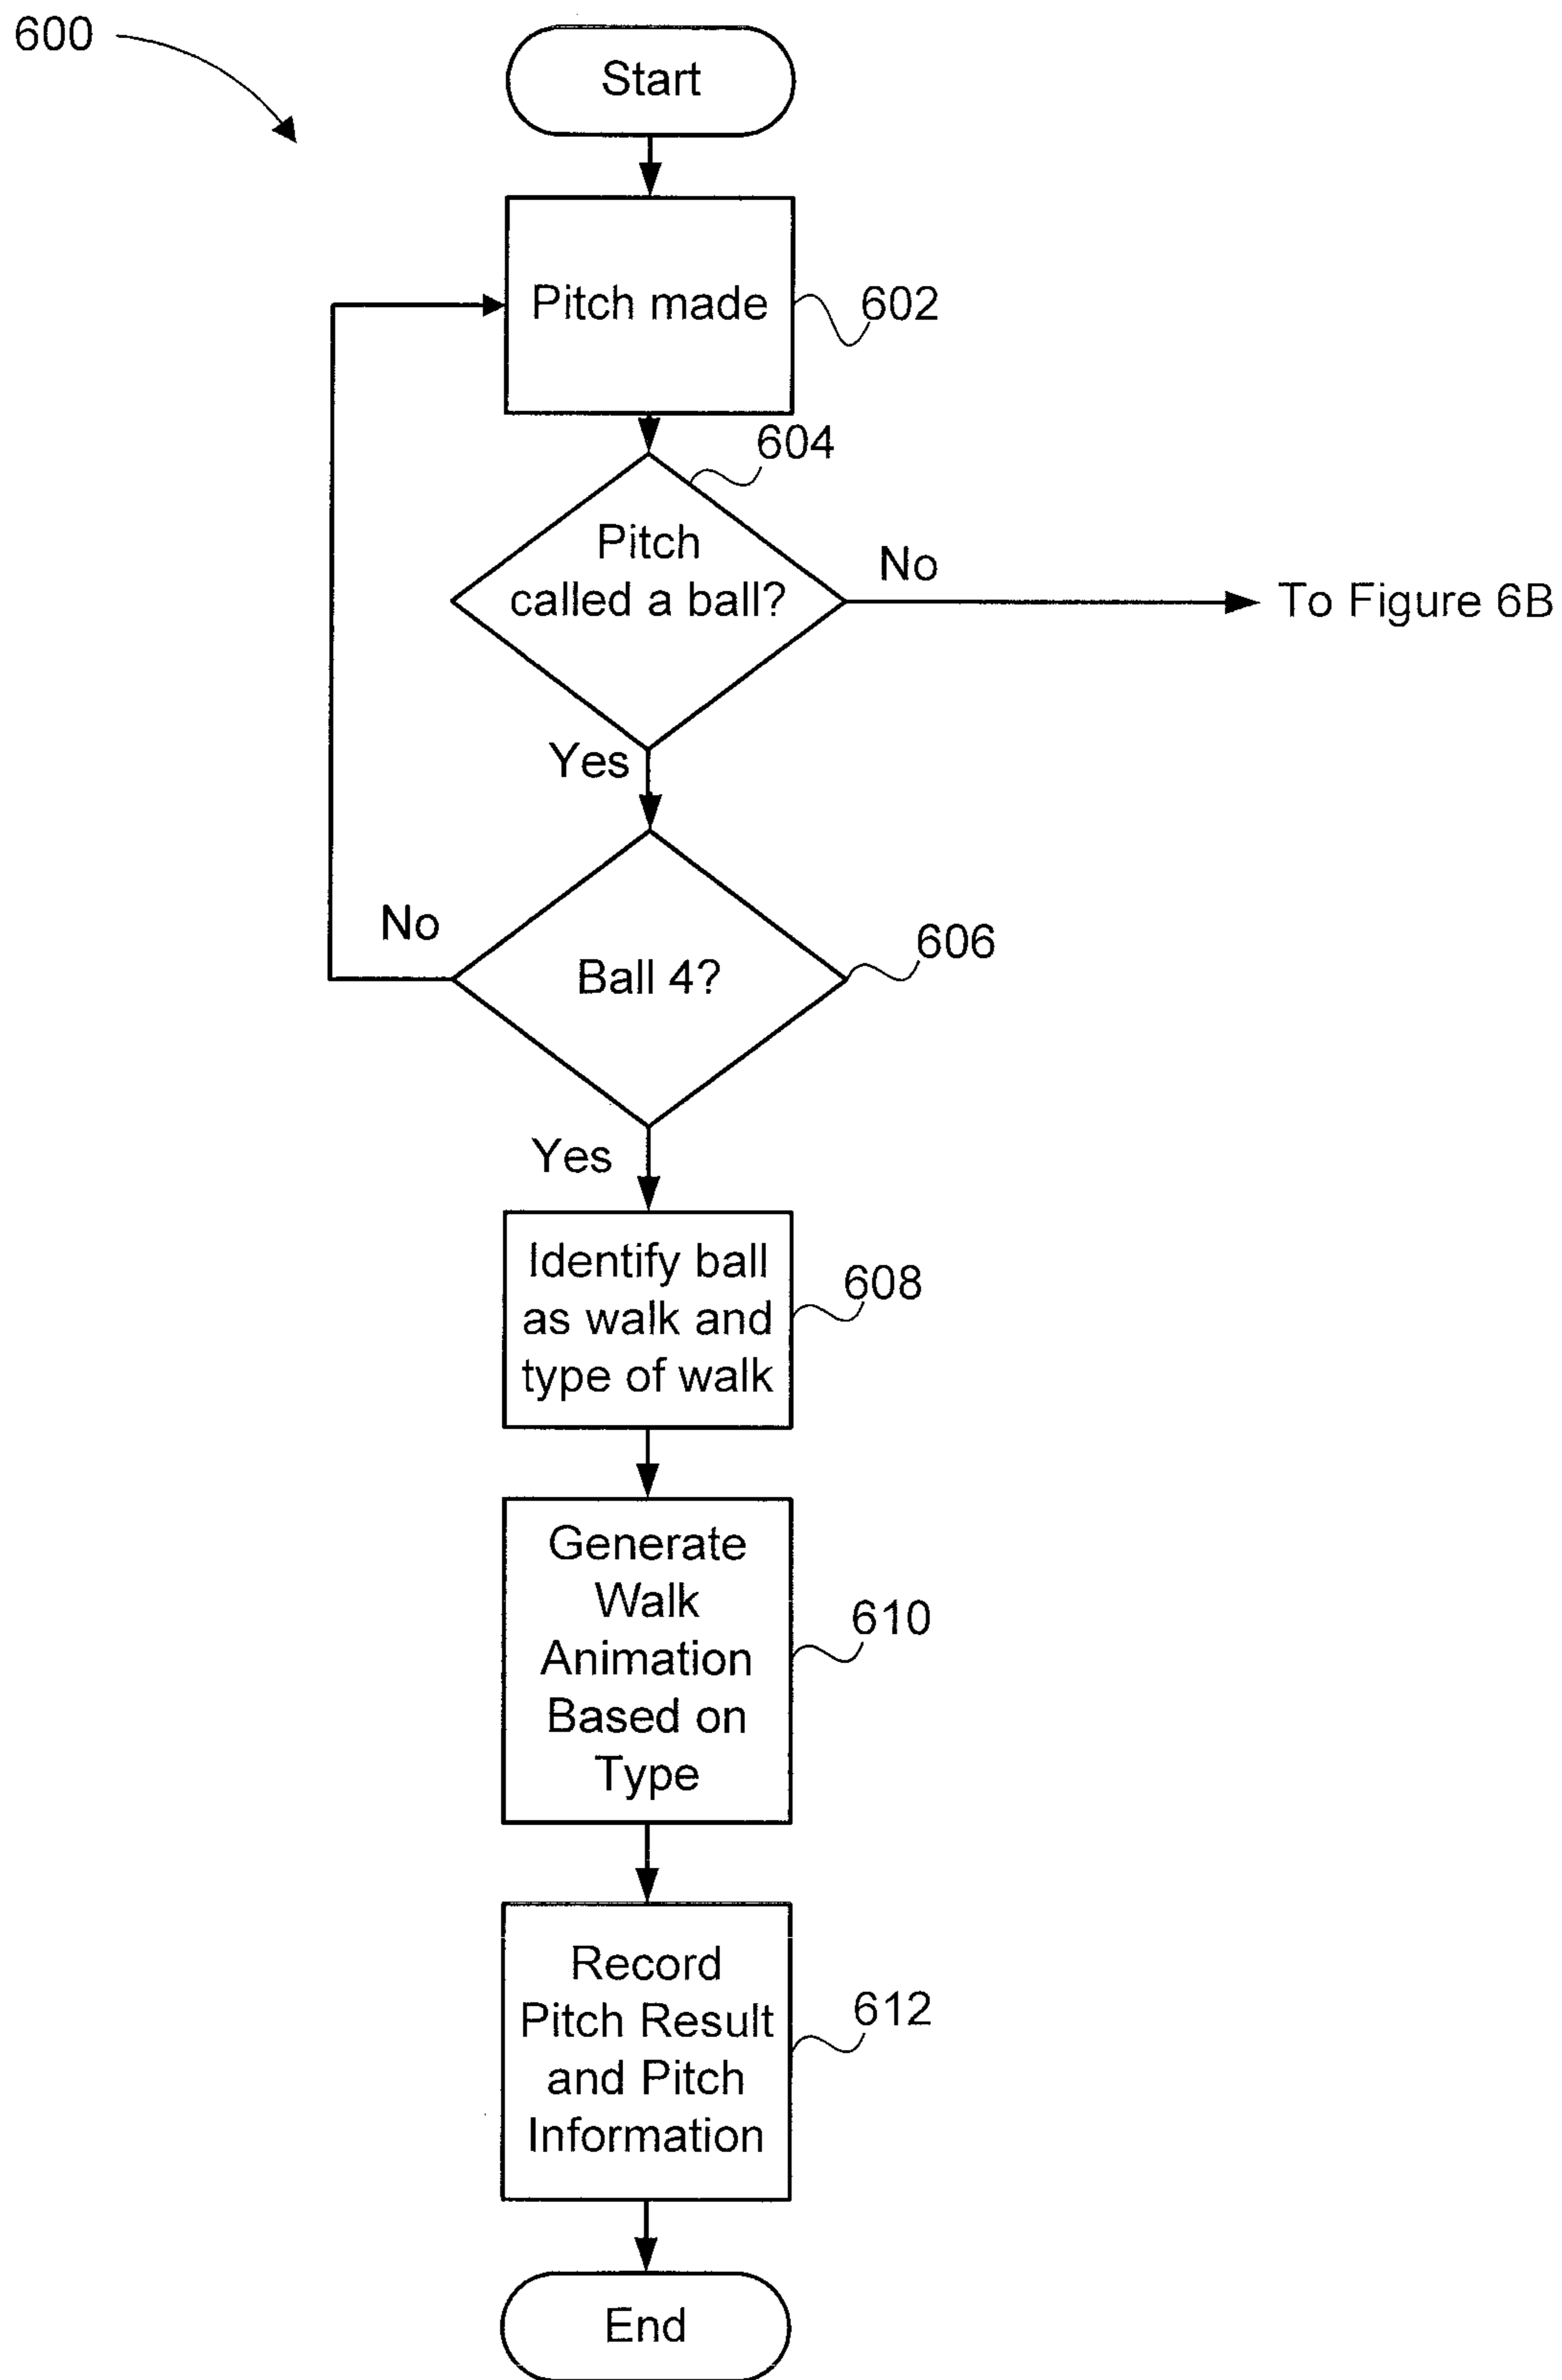 600
Start
Pitch made
602
604
Pitch
called a ball?
No
To Figure 6B
Yes
No
606
Ball 4?
Yes
Identify ball
as walk and
type of walk
608
Generate
Walk
Animation
Based on
Type
610
Record
Pitch Result
and Pitch
Information
612
End